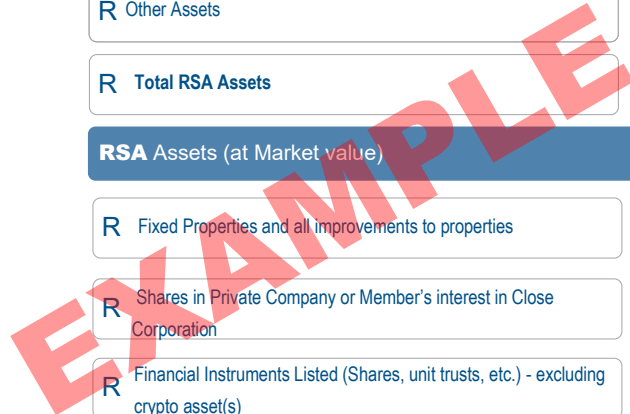 R Other Assets
R Total RSA Assets
RSA Assets (at Market value)
R Fixed Properties and all improvements to properties
R Shares in Private Company or Member's interest in Close
Corporation
R Financial Instruments Listed (Shares, unit trusts, etc.) - excluding
crypto asset(s)
EXAMPLE